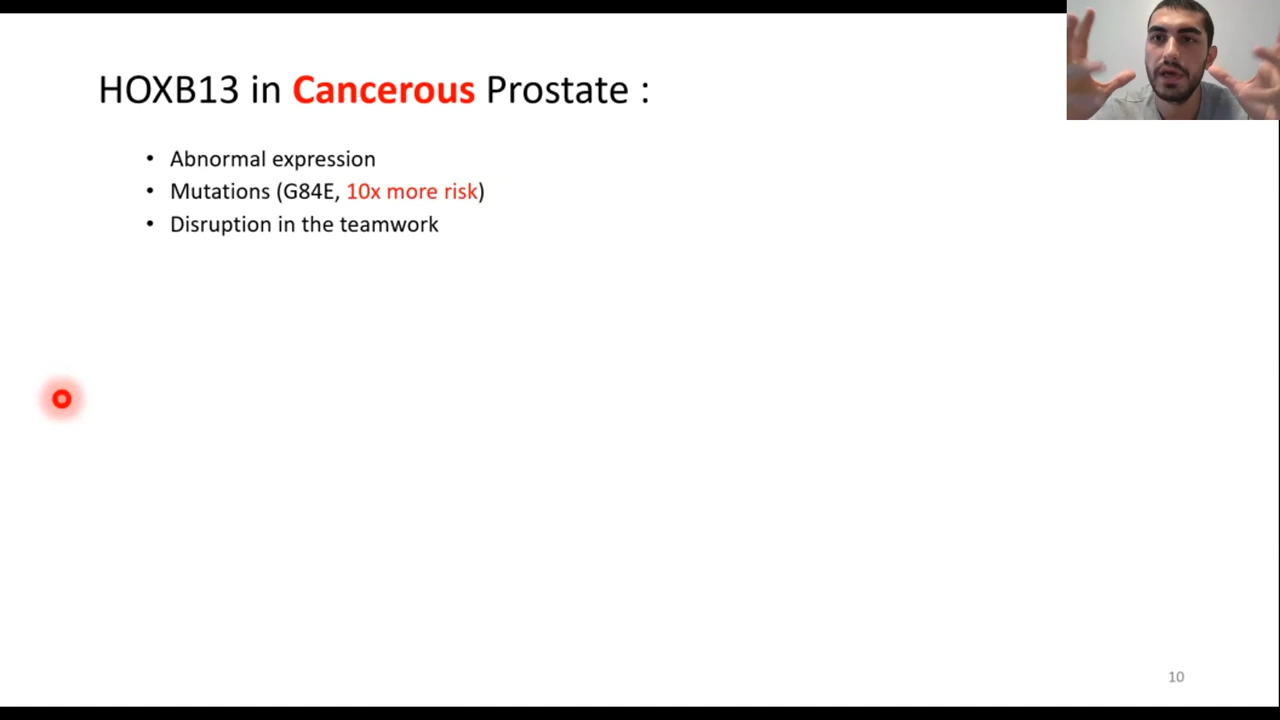 HOXB13 in Cancerous Prostate :
• Abnormal expression
• Mutations (G84E, 10x more risk)
• Disruption in the teamwork
10